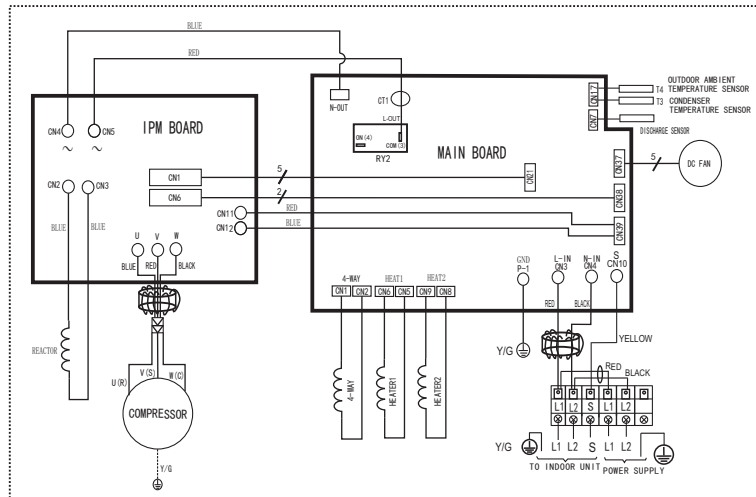 BLUE
RED
N-OUT
CT1
L-OUT
ON (4)
COM (3)
RY2
MAIN BOARD
CN17
T4
OUTDOOR AMBIENT
TEMPERATURE SENSOR
T3
CONDENSER
TEMPERATURE SENSOR
CN7
DISCHARGE SENSOR
CN37
5
DC FAN
CN21
CN38
CN39
IPM BOARD
CN4
CN5
~
~
CN2
CN3
CN1
5
CN6
2
CN11
RED
CN12
BLUE
BLUE
BLUE
U
V
W
BLUE
RED
BLACK
REACTOR
U(R)
V(S)
W(C)
COMPRESSOR
Y/G
4-WAY
HEAT1
HEAT2
CN1
CN2
CN6
CN5
CN9
CN8
4-WAY
HEATER1
HEATER2
GND
P-1
L-IN
CN3
N-IN
CN4
S
CN10
RED
BLACK
YELLOW
Y/G
RED
BLACK
L1
L2
S
L1
L2
Y/G
L1
L2
S
L1
L2
TO INDOOR UNIT
POWER SUPPLY